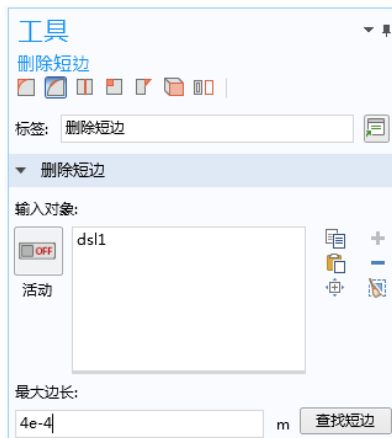 工具
删除短边
标签: 删除短边
删除短边
输入对象:
OFF
活动
dsl1
最大边长:
4e-4 m 查找短边